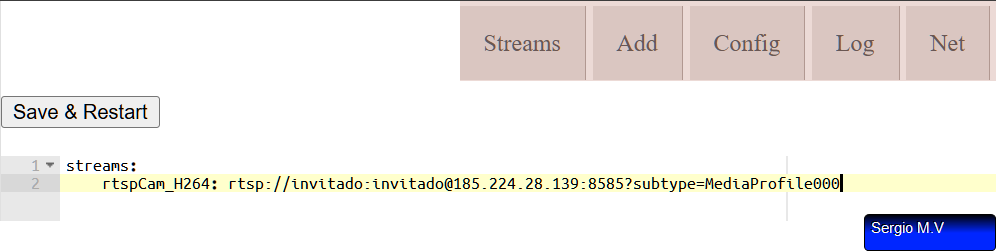 Streams Add Config Log Net
Save & Restart
1 streams:
2 rtspCam_H264: rtsp://invitado:invitado@185.224.28.139:8585?subtype=MediaProfile000
Sergio M.V